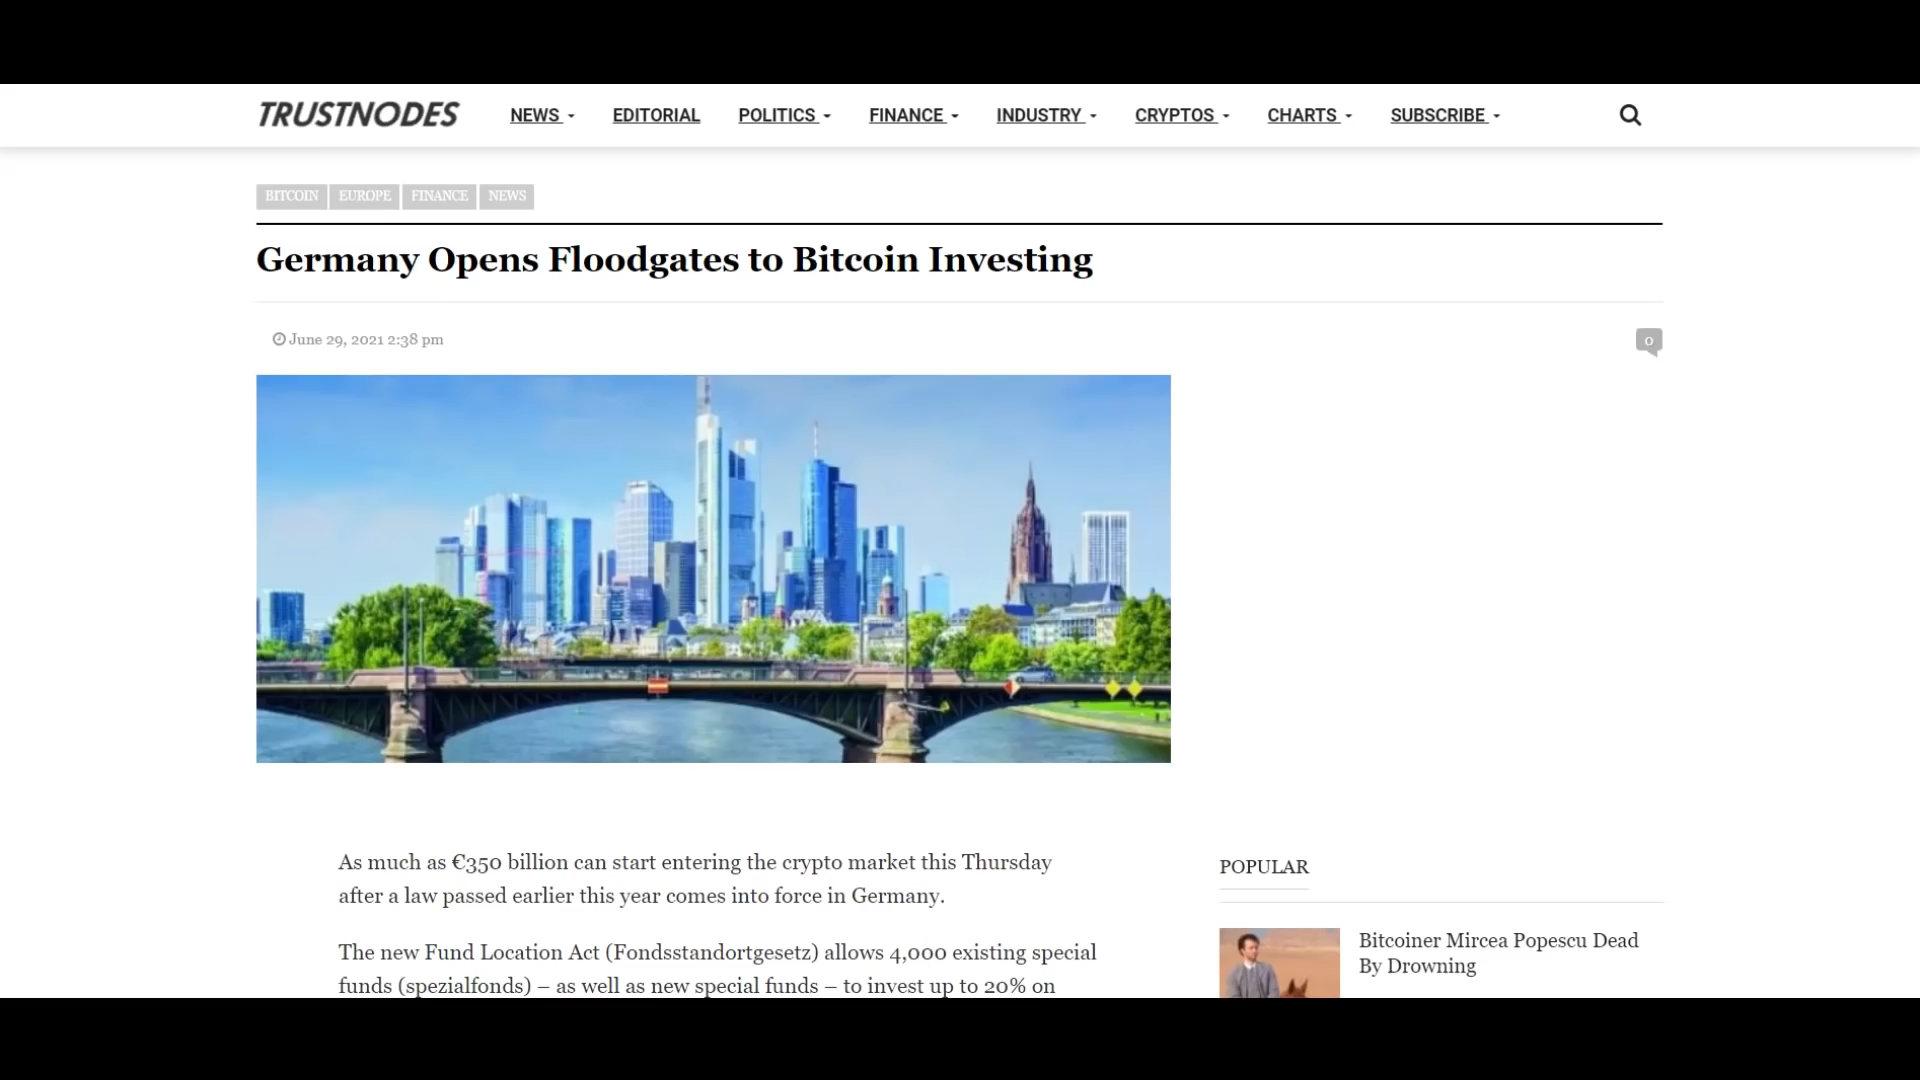 TRUSTNODES
NEWS EDITORIAL POLITICS FINANCE INDUSTRY CRYPTOS CHARTS SUBSCRIBE
BITCOIN EUROPE FINANCE NEWS
Germany Opens Floodgates to Bitcoin Investing
June 29, 2021 2:38 pm
0
As much as €350 billion can start entering the crypto market this Thursday
after a law passed earlier this year comes into force in Germany.
The new Fund Location Act (Fondsstandortgesetz) allows 4,000 existing special
funds (spezialfonds) – as well as new special funds – to invest up to 20% on
POPULAR
Bitcoiner Mircea Popescu Dead
By Drowning